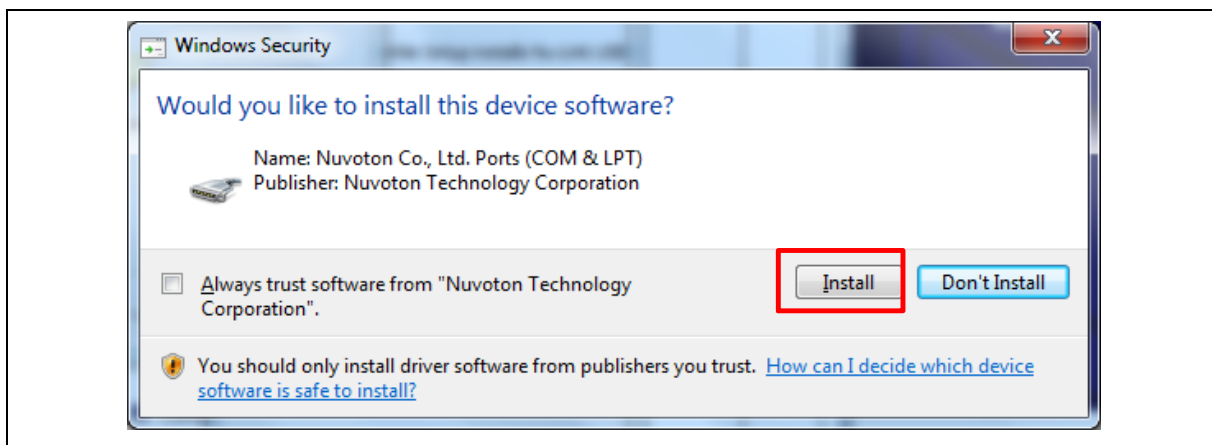 Windows Security
Would you like to install this device software?
Name: Nuvoton Co., Ltd. Ports (COM & LPT)
Publisher: Nuvoton Technology Corporation
Always trust software from "Nuvoton Technology
Corporation".
Install
Don't Install
You should only install driver software from publishers you trust. How can I decide which device
software is safe to install?